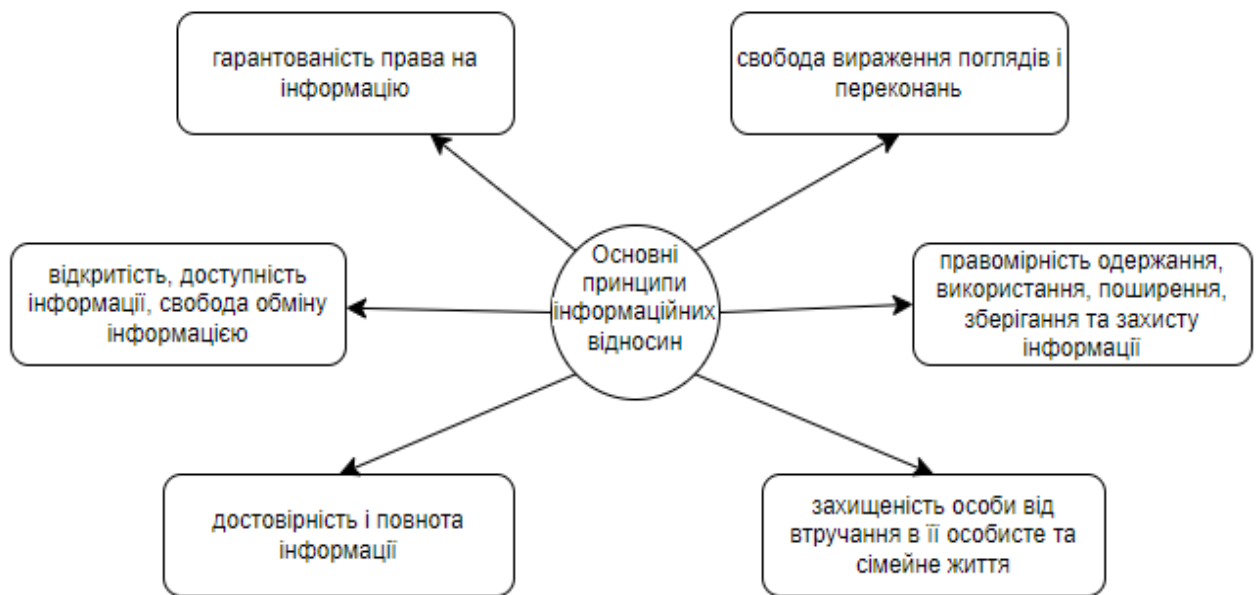 гарантованість права на
інформацію
свобода вираження поглядів і
переконань
Основні
принципи
інформаційних
відносин
відкритість, доступність
інформації, свобода обміну
інформацією
правомірність одержання,
використання, поширення,
зберігання та захисту
інформації
достовірність і повнота
інформації
захищеність особи від
втручання в її особисте та
сімейне життя